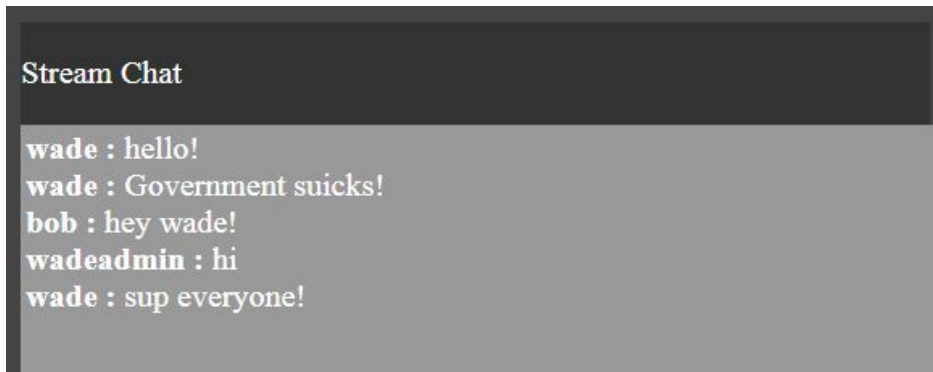 Stream Chat
wade : hello!
wade : Government suicks!
bob : hey wade!
wadeadmin : hi
wade : sup everyone!